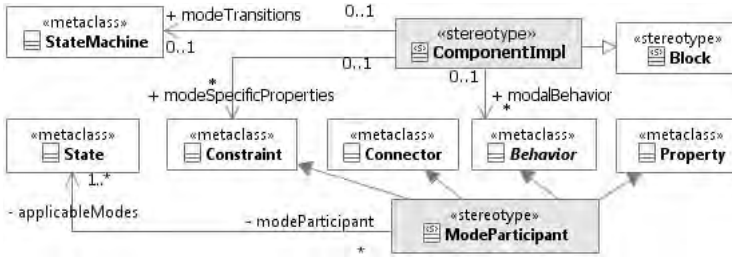 «metaclass»
StateMachine
+ modeTransitions
0..1
0..1
«stereotype»
ComponentImpl
0..1
0..1
«stereotype»
Block
*
+ modeSpecificProperties
+ modalBehavior
*
«metaclass»
State
«metaclass»
Constraint
«metaclass»
Connector
«metaclass»
Behavior
«metaclass»
Property
1..*
- applicableModes
- modeParticipant
*
«stereotype»
ModeParticipant